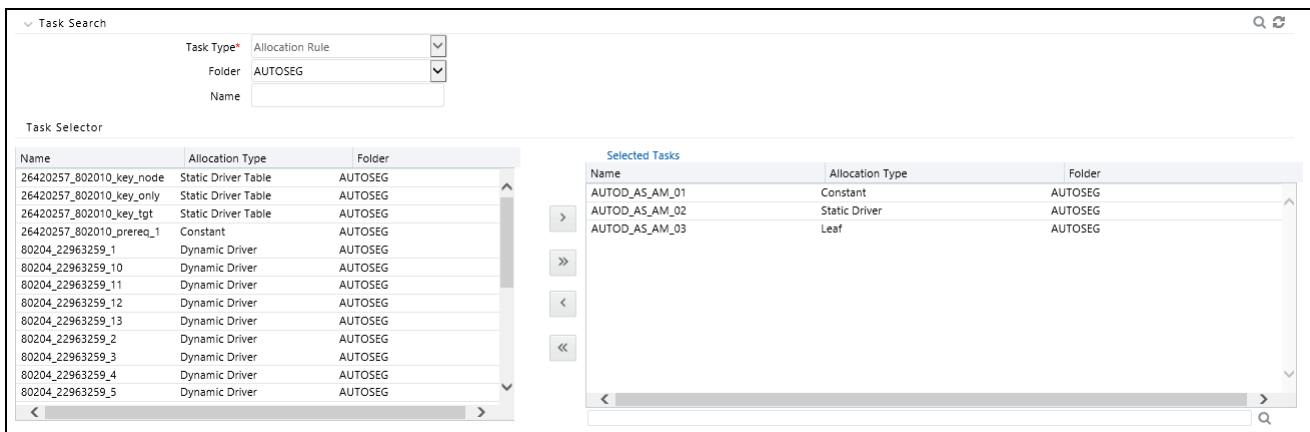 Task Search
Task Type* Allocation Rule
Folder AUTOSEG
Name
Task Selector
Name Allocation Type Folder
26420257_802010_key_node Static Driver Table AUTOSEG
26420257_802010_key_only Static Driver Table AUTOSEG
26420257_802010_key_tgt Static Driver Table AUTOSEG
26420257_802010_prereq_1 Constant AUTOSEG
80204_22963259_1 Dynamic Driver AUTOSEG
80204_22963259_10 Dynamic Driver AUTOSEG
80204_22963259_11 Dynamic Driver AUTOSEG
80204_22963259_12 Dynamic Driver AUTOSEG
80204_22963259_13 Dynamic Driver AUTOSEG
80204_22963259_2 Dynamic Driver AUTOSEG
80204_22963259_3 Dynamic Driver AUTOSEG
80204_22963259_4 Dynamic Driver AUTOSEG
80204_22963259_5 Dynamic Driver AUTOSEG
Selected Tasks
Name Allocation Type Folder
AUTOD_AS_AM_01 Constant AUTOSEG
AUTOD_AS_AM_02 Static Driver AUTOSEG
AUTOD_AS_AM_03 Leaf AUTOSEG